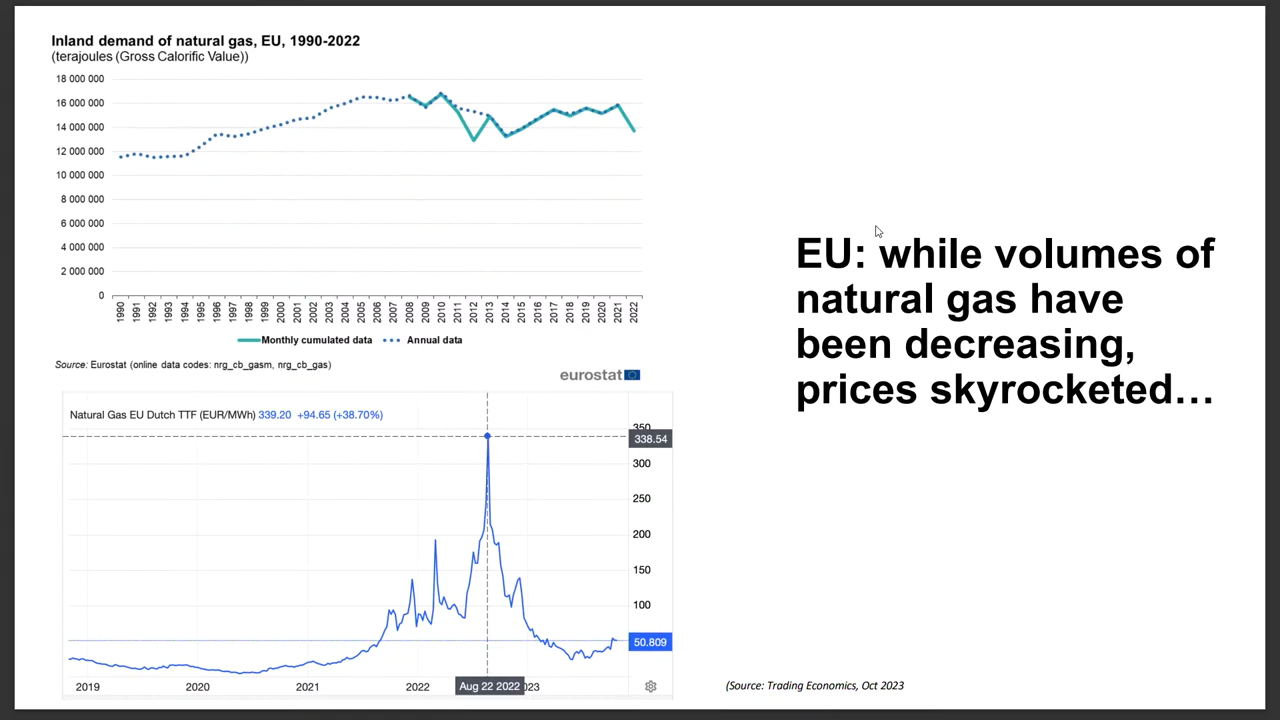 Inland demand of natural gas, EU, 1990-2022
(terajoules (Gross Calorific Value))
18 000 000
16 000 000
14 000 000
12 000 000
10 000 000
8 000 000
6 000 000
4 000 000
2 000 000
0
1990 1991 1992 1993 1994 1995 1996 1997 1998 1999 2000 2001 2002 2003 2004 2005 2006 2007 2008 2009 2010 2011 2012 2013 2014 2015 2016 2017 2018 2019 2020 2021 2022
Monthly cumulated data Annual data
Source: Eurostat (online data codes: nrg_cb_gasm, nrg_cb_gas)
eurostat
Natural Gas EU Dutch TTF (EUR/MWh) 339.20 +94.65 (+38.70%)
350
338.54
300
250
200
150
100
50.809
2019 2020 2021 2022 Aug 22 2022 023
EU: while volumes of
natural gas have
been decreasing,
prices skyrocketed…
(Source: Trading Economics, Oct 2023